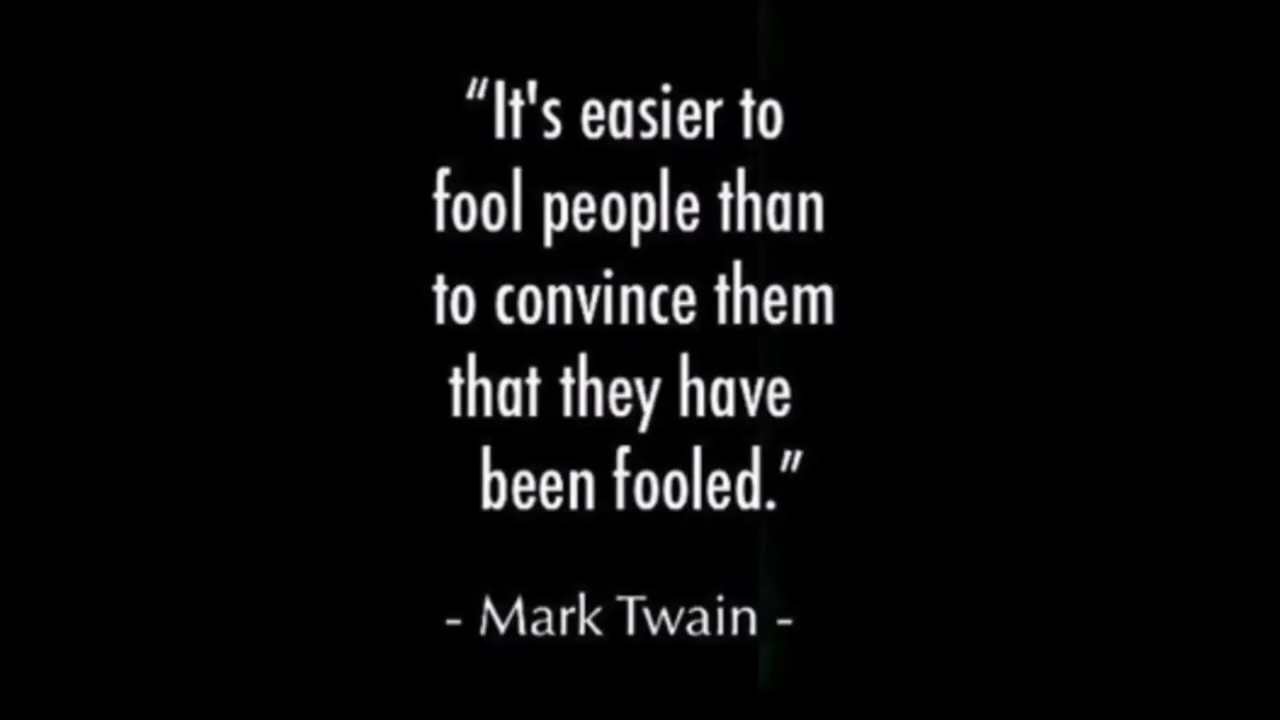 “It's easier to
fool people than
to convince them
that they have
been fooled.”
- Mark Twain -